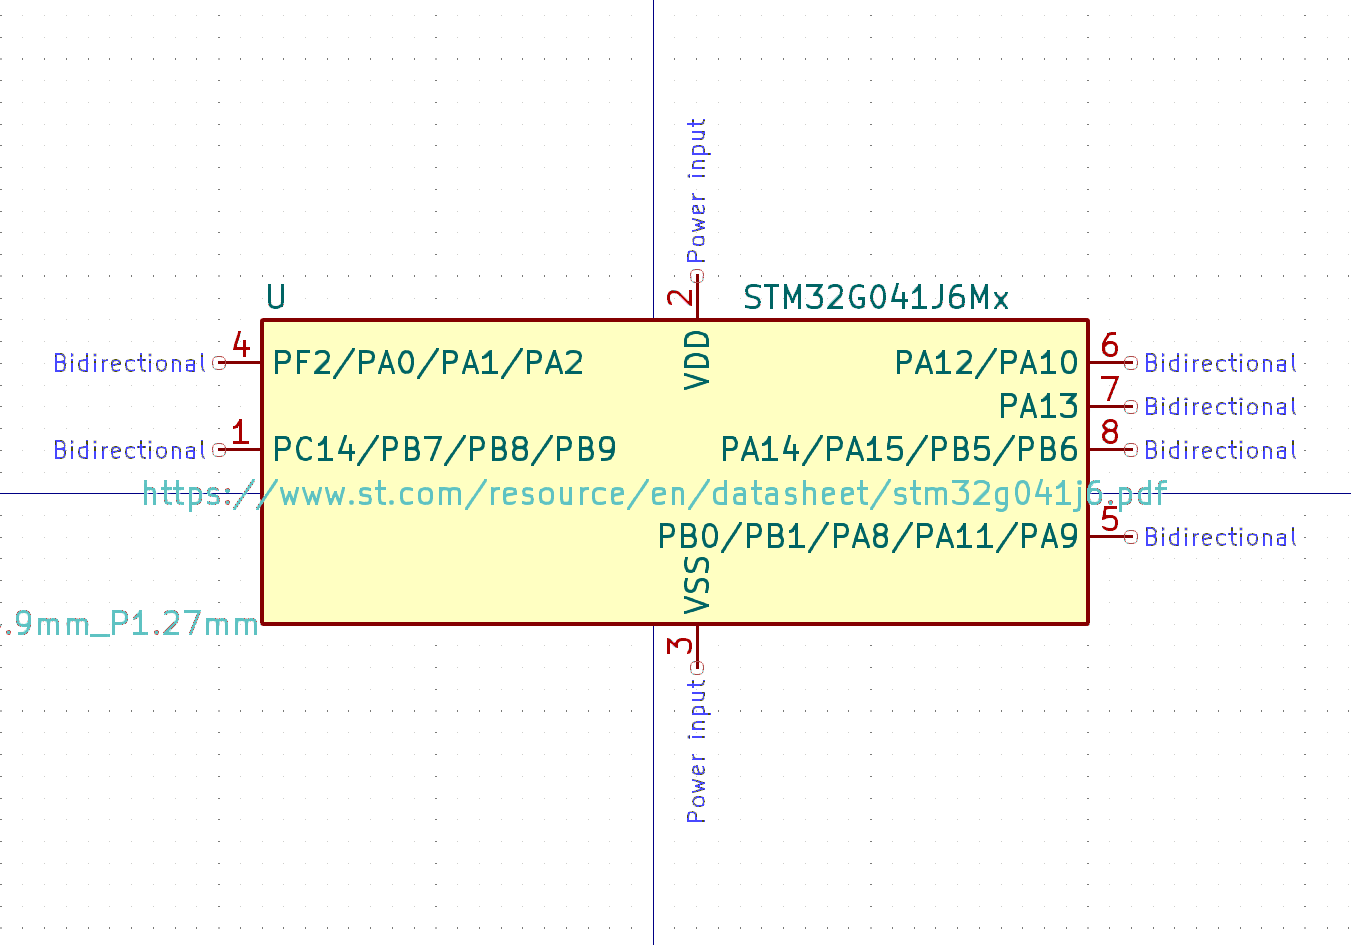 Power input
2
U
STM32G041J6Mx
VDD
Bidirectional
4
PF2/PA0/PA1/PA2
PA12/PA10
6
Bidirectional
PA13
7
Bidirectional
Bidirectional
1
PC14/PB7/PB8/PB9
PA14/PA15/PB5/PB6
8
Bidirectional
https://www.st.com/resource/en/datasheet/stm32g041j6.pdf
PB0/PB1/PA8/PA11/PA9
5
Bidirectional
VSS
.9mm_P1.27mm
3
Power input